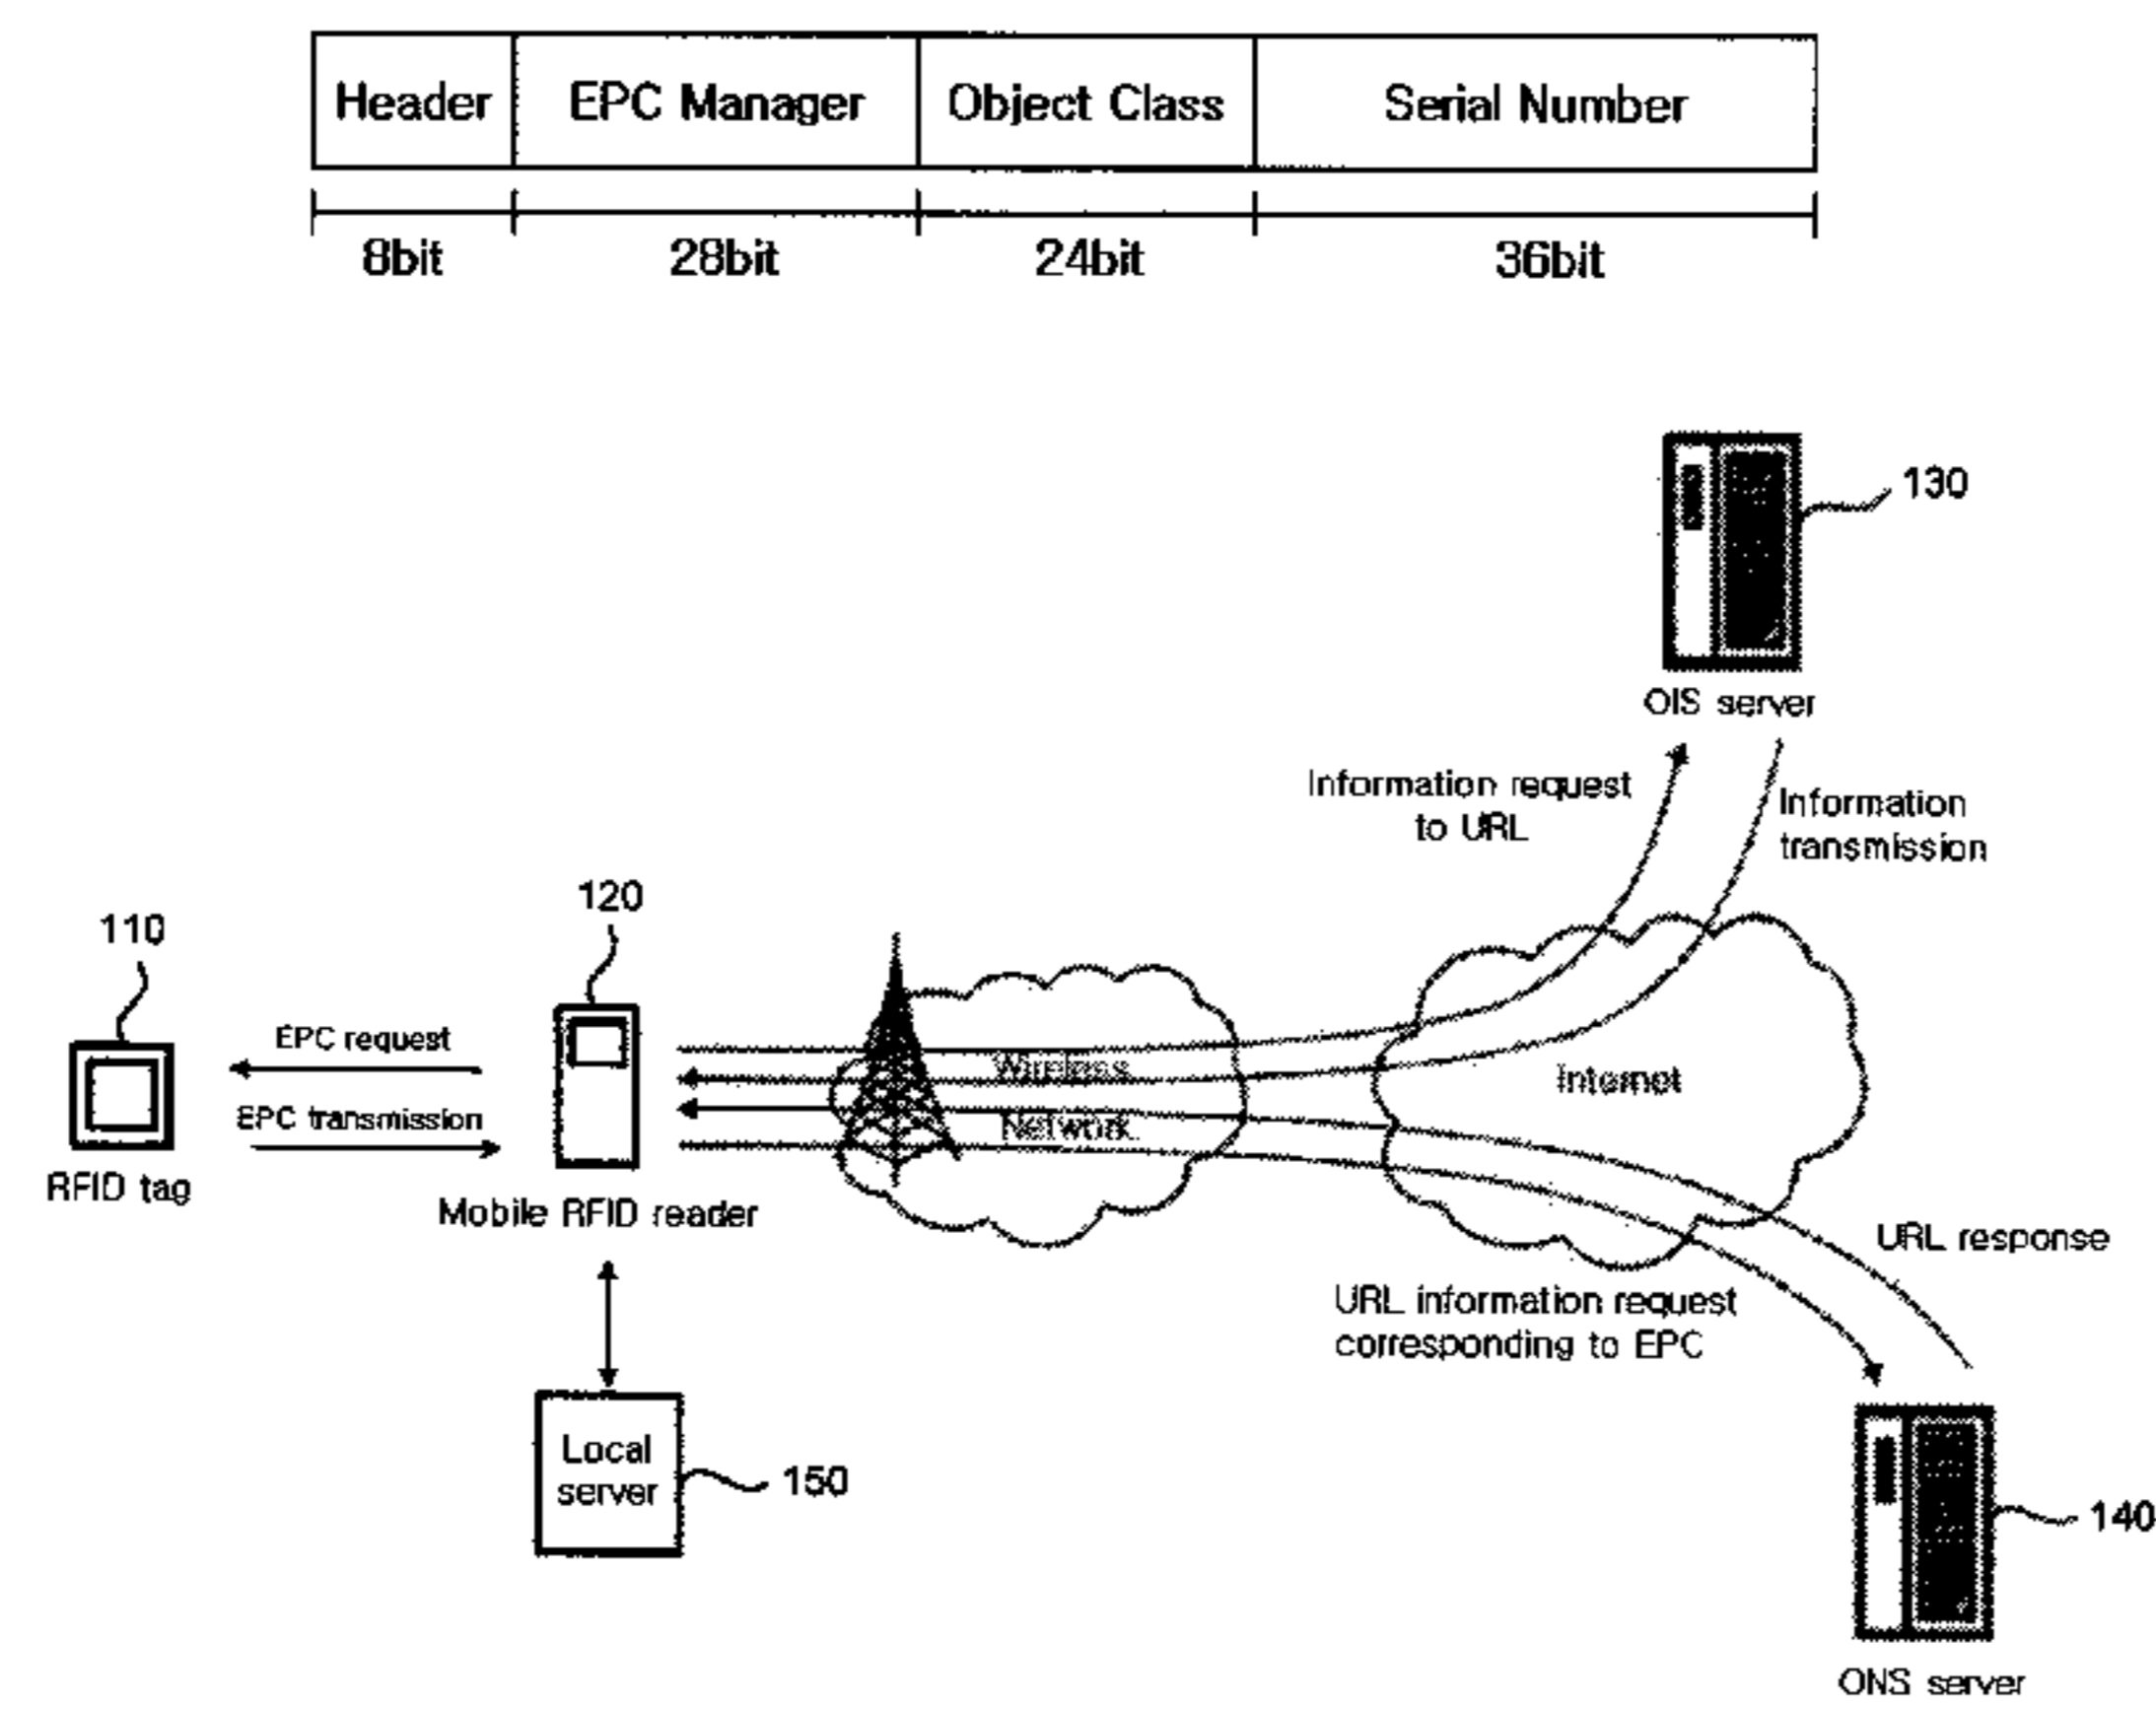 Header EPC Manager Object Class Serial Number
8bit 28bit 24bit 36bit
130
OIS server
Information request
to URL
Information
transmission
120
110
EPC request
EPC transmission
RFID tag
Mobile RFID reader
Wireless
Network
Internet
URL response
URL information request
corresponding to EPC
Local
server
150
140
ONS server